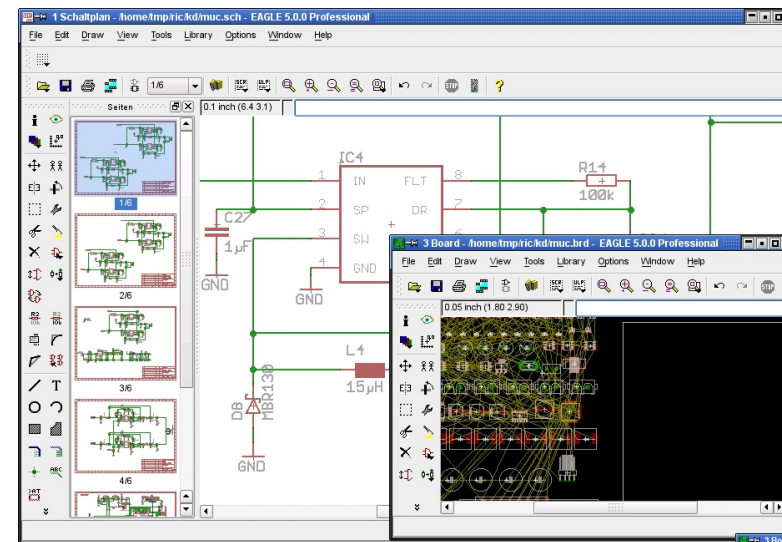 1 Schaltplan - /home/tmp/ric/kd/muc.sch - EAGLE 5.0.0 Professional
File Edit Draw View Tools Library Options Window Help
1/6
Seiten
0.1 inch (6.4 3.1)
1/6
2/6
3/6
4/6
IC4
1 IN FLT 8
2 SP DR 7
3 SW
4 GND
R14
100k
C27
1µF
GND
GND
L4
15µH
D8
MBR130
GND
3 Board - /home/tmp/ric/kd/muc.brd - EAGLE 5.0.0 Professional
File Edit Draw View Tools Library Options Window Help
0.05 inch (1.80 2.90)